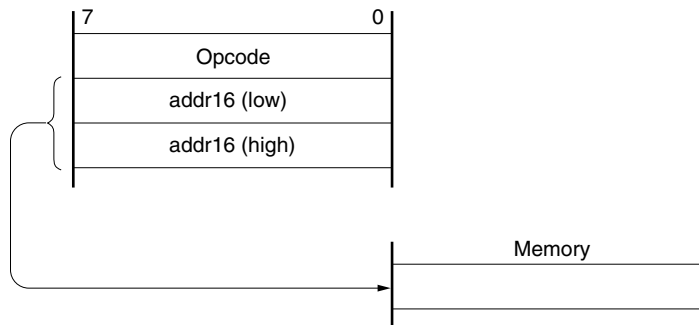 7 0
Opcode
addr16 (low)
addr16 (high)
Memory